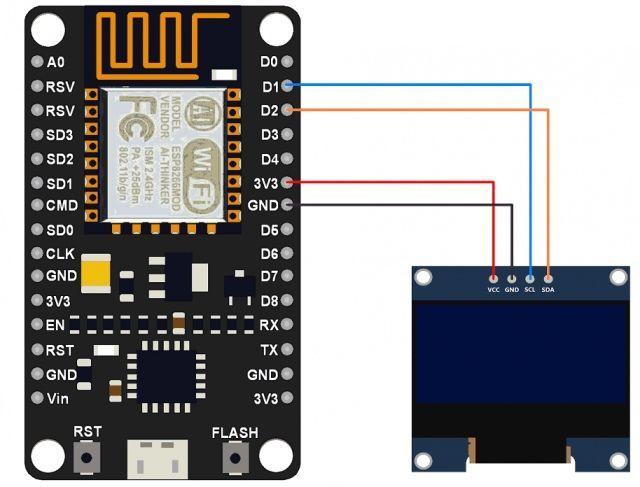 A0
RSV
RSV
SD3
SD2
SD1
CMD
SD0
CLK
GND
3V3
EN
RST
GND
Vin
MODEL ESP8266MOD
VENDOR AI-THINKER
ISM 2.4GHz
PA +25dBm
802.11b/g/n
FC
AI
WiFi
D0
D1
D2
D3
D4
3V3
GND
D5
D6
D7
D8
RX
TX
GND
3V3
RST
FLASH
VCC GND SCL SDA